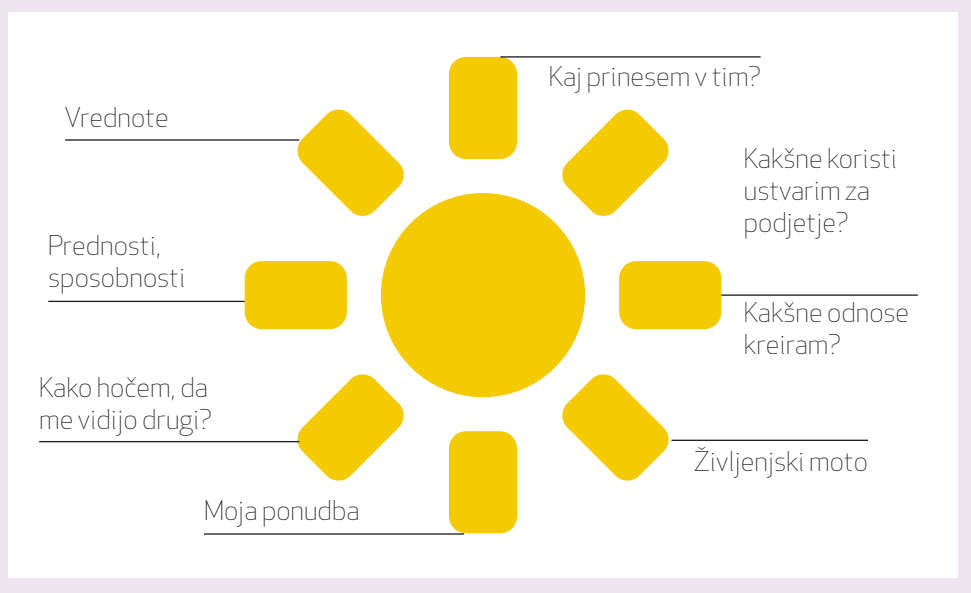 Kaj prinesem v tim?
Vrednote
Kakšne koristi
ustvarim za
podjetje?
Prednosti,
sposobnosti
Kakšne odnose
kreiram?
Kako hočem, da
me vidijo drugi?
Življenjski moto
Moja ponudba